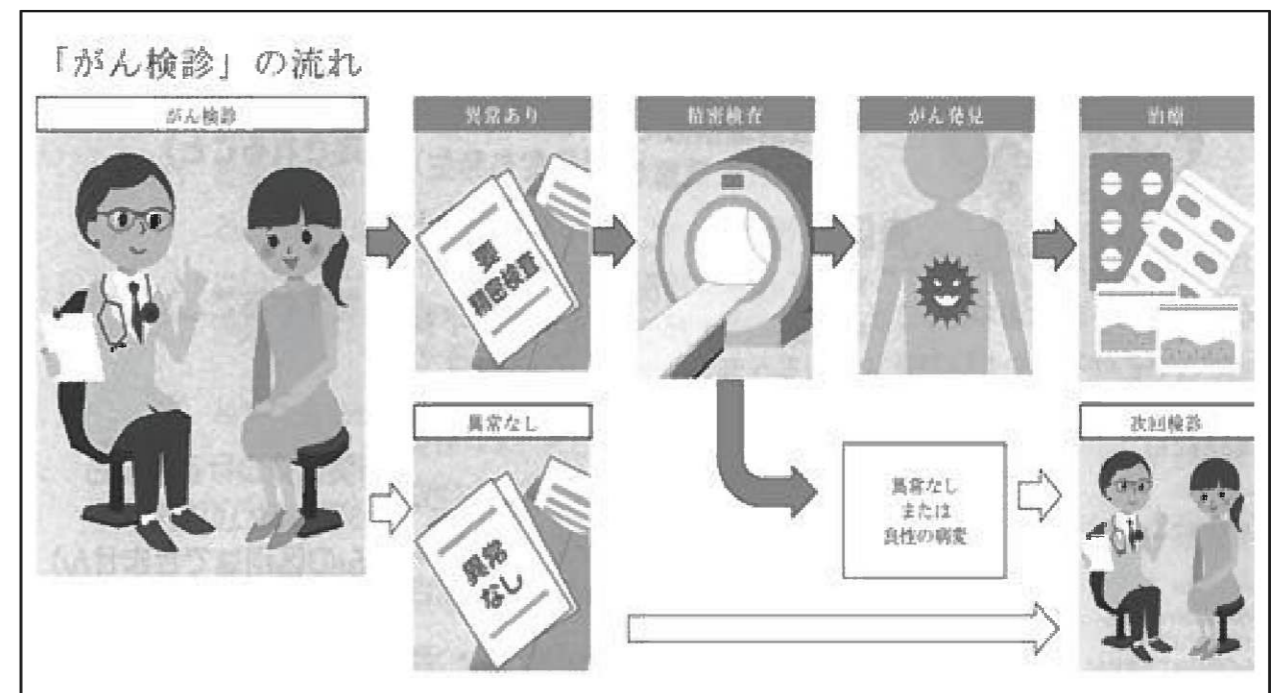 「がん検診」の流れ
がん検診
異常あり
精密検査
がん発見
治療
要
精密検査
異常なし
異常
なし
異常なし
または
良性の病変
次回検診